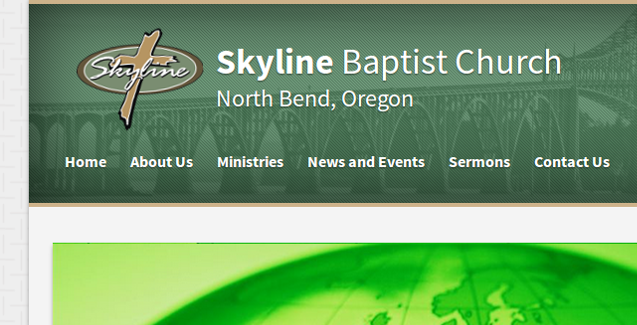 Skyline
Skyline Baptist Church
North Bend, Oregon
Home About Us Ministries News and Events Sermons Contact Us